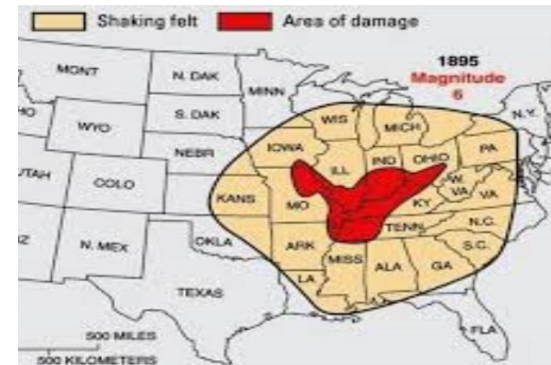 Shaking felt
Area of damage
1895
Magnitude
6
MONT
N. DAK
MINN
HO
WYO
S. DAK
WIS
MICH
N.Y.
NEBR
IOWA
ILL
IND
OHIO
PA
UTAH
COLO
KANS
MO
KY
W.
VA
VA
Z
N. MEX
OKLA
ARK
TENN
N.C.
S.C.
TEXAS
LA
MISS
ALA
GA
FLA
500 MILES
500 KILOMETERS